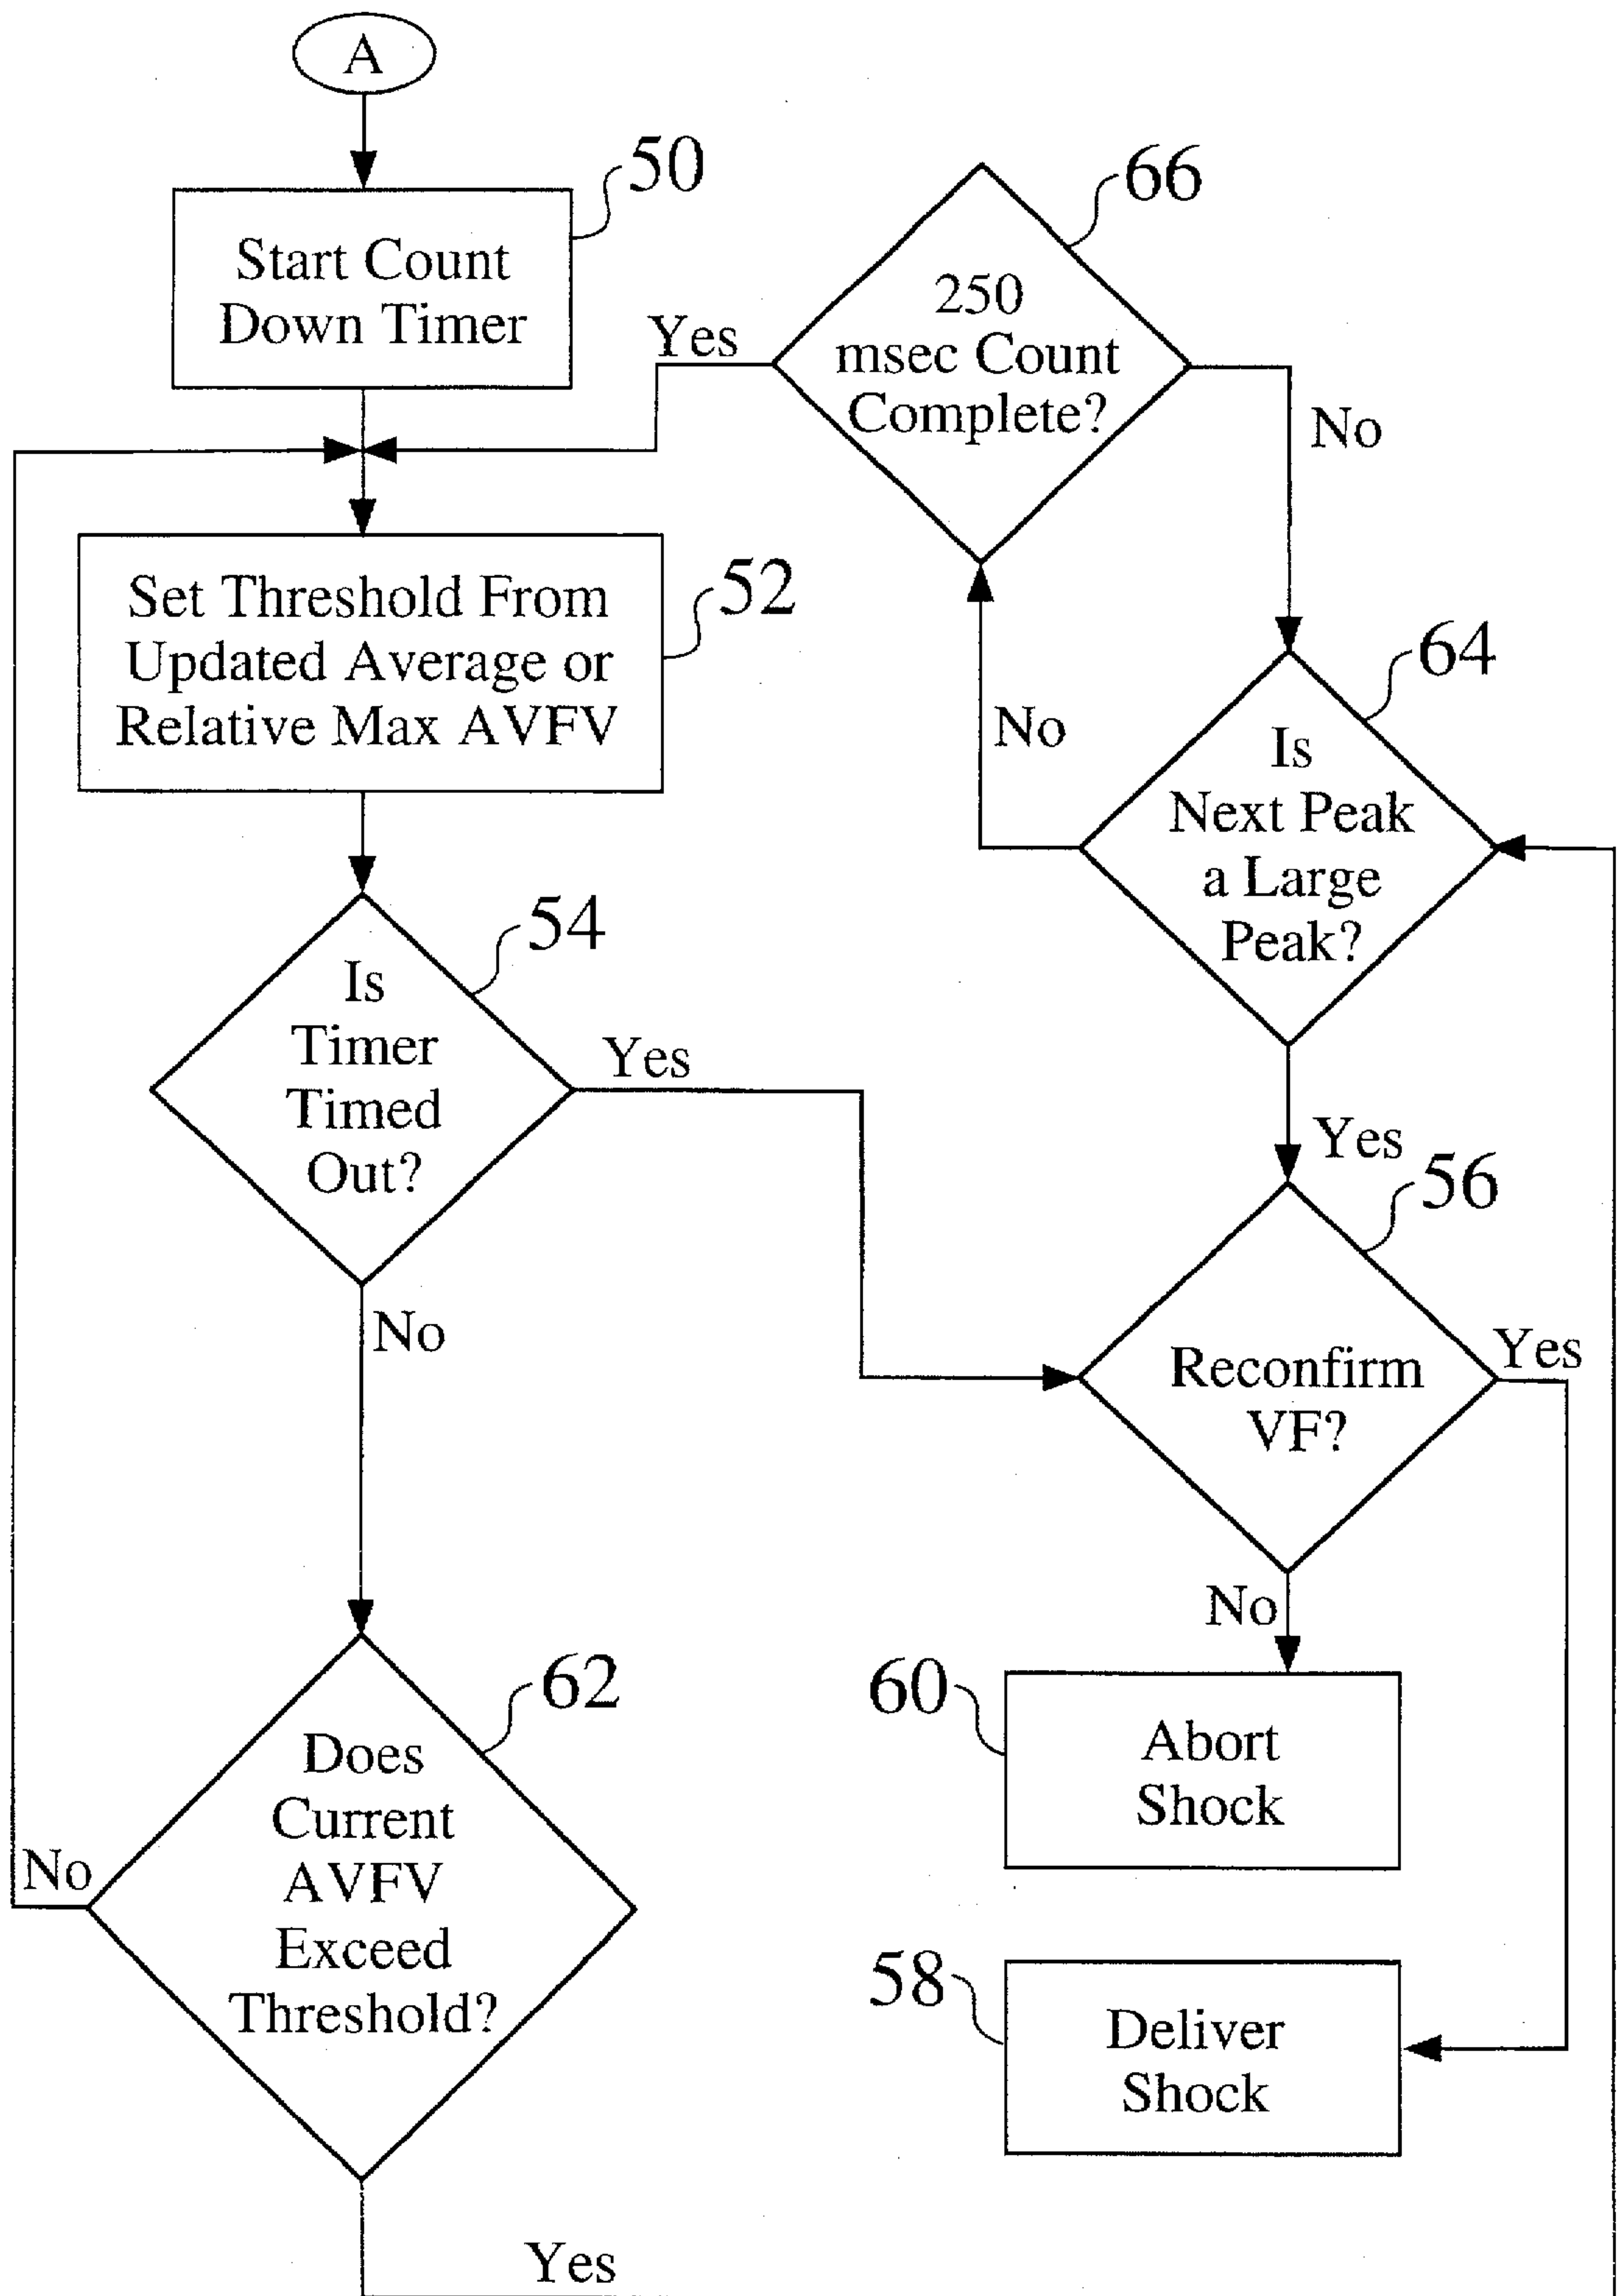 A
50
Start Count
Down Timer
66
250
msec Count
Complete?
Yes
No
52
Set Threshold From
Updated Average or
Relative Max AVFV
64
Is
Next Peak
a Large
Peak?
No
Yes
54
Is
Timer
Timed
Out?
Yes
No
56
Reconfirm
VF?
Yes
No
62
Does
Current
AVFV
Exceed
Threshold?
No
Yes
60
Abort
Shock
58
Deliver
Shock